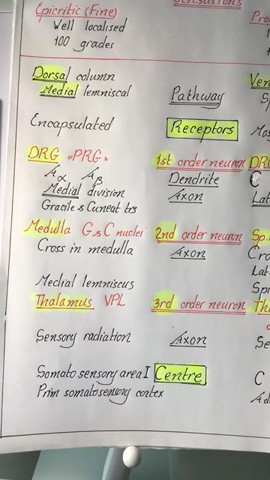 Epicritic (Fine)
Well localised
100 grades
Dorsal column
Medial lemniscal
Pathway
Encapsulated
Receptors
DRG "PRG"
1st order neuron
DRG
Aα Aβ
Dendrite
C
Medial division
Axon
Gracile & Cuneat tes
Medulla G&C nuclei
2nd order neuron
Cross in medulla
Axon
Medial lemniscus
Thalamus VPL
3rd order neuron
Sensory radiation
Axon
Somatosensory area I
Centre
C
Prim somatosensory cortex